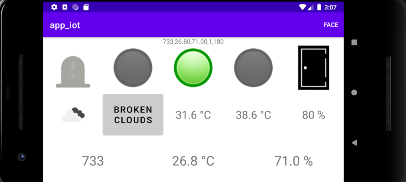 3:07
app_iot
FACE
733,26.80,71.00,1,180
BROKEN CLOUDS
31.6 °C
38.6 °C
80 %
733
26.8 °C
71.0 %